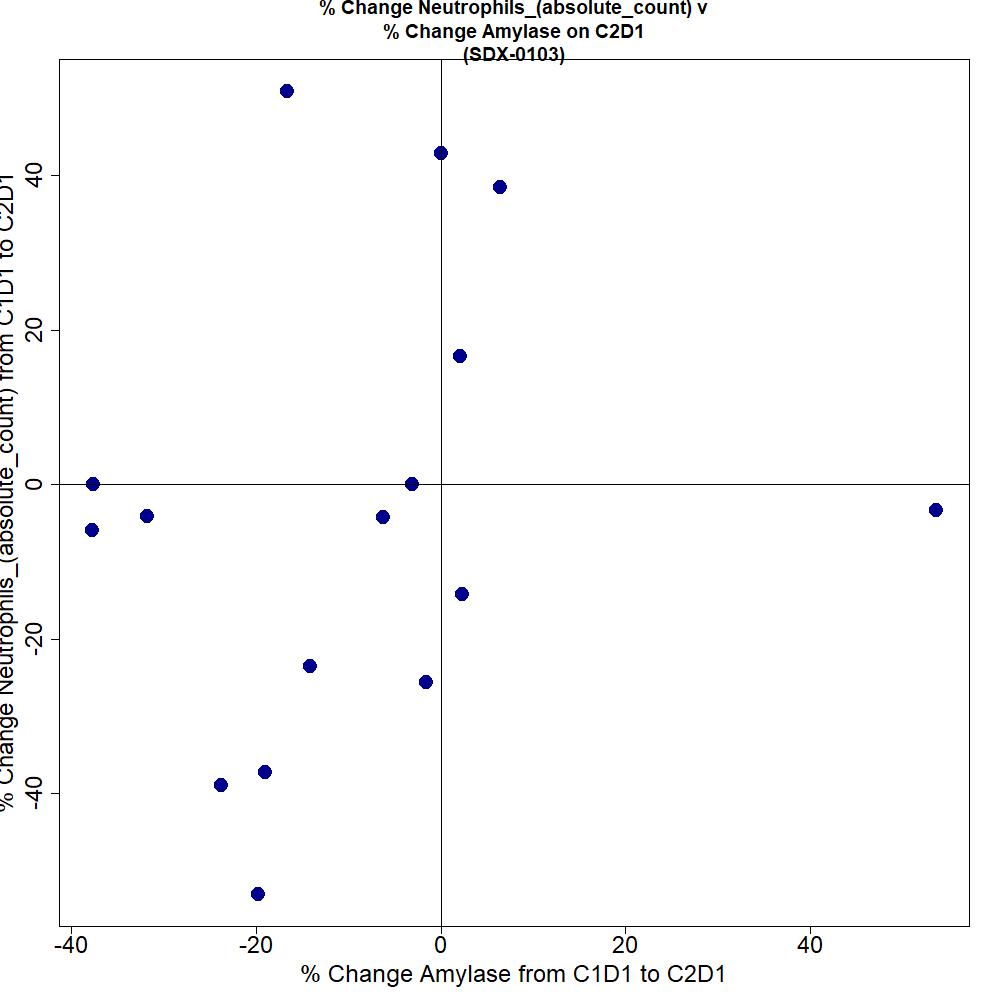 % Change Neutrophils_(absolute_count) v
% Change Amylase on C2D1
(SDX-0103)
% Change Neutrophils_(absolute_count) from C1D1 to C2D1
40
20
0
-20
-40
-40
-20
0
20
40
% Change Amylase from C1D1 to C2D1